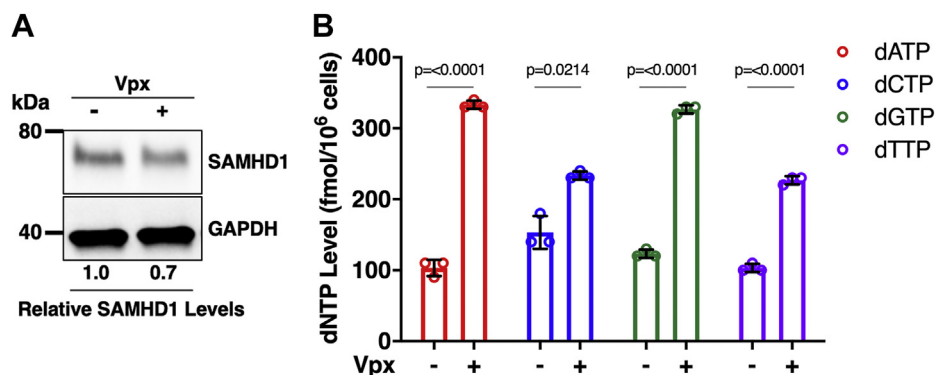 A
Vpx
kDa
- +
80
SAMHD1
40
GAPDH
1.0 0.7
Relative SAMHD1 Levels
B
dNTP Level (fmol/10⁶ cells)
400
300
200
100
0
p=<0.0001 p=0.0214 p=<0.0001 p=<0.0001
Vpx - + - + - + - +
dATP
dCTP
dGTP
dTTP